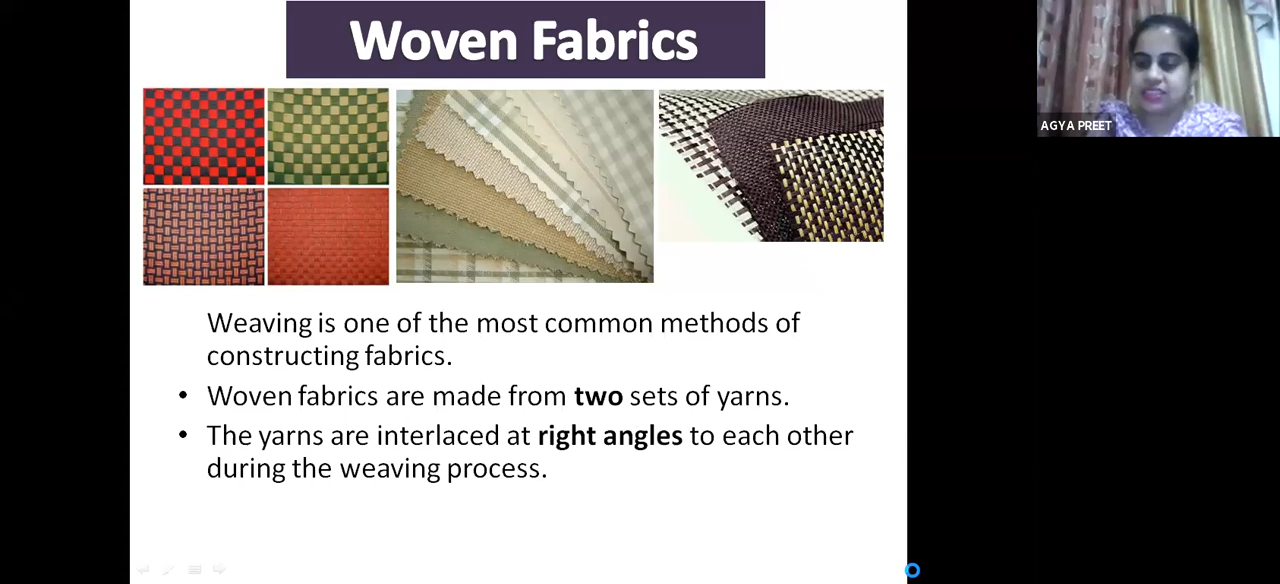 Woven Fabrics
AGYA PREET
Weaving is one of the most common methods of
constructing fabrics.
• Woven fabrics are made from two sets of yarns.
• The yarns are interlaced at right angles to each other
during the weaving process.